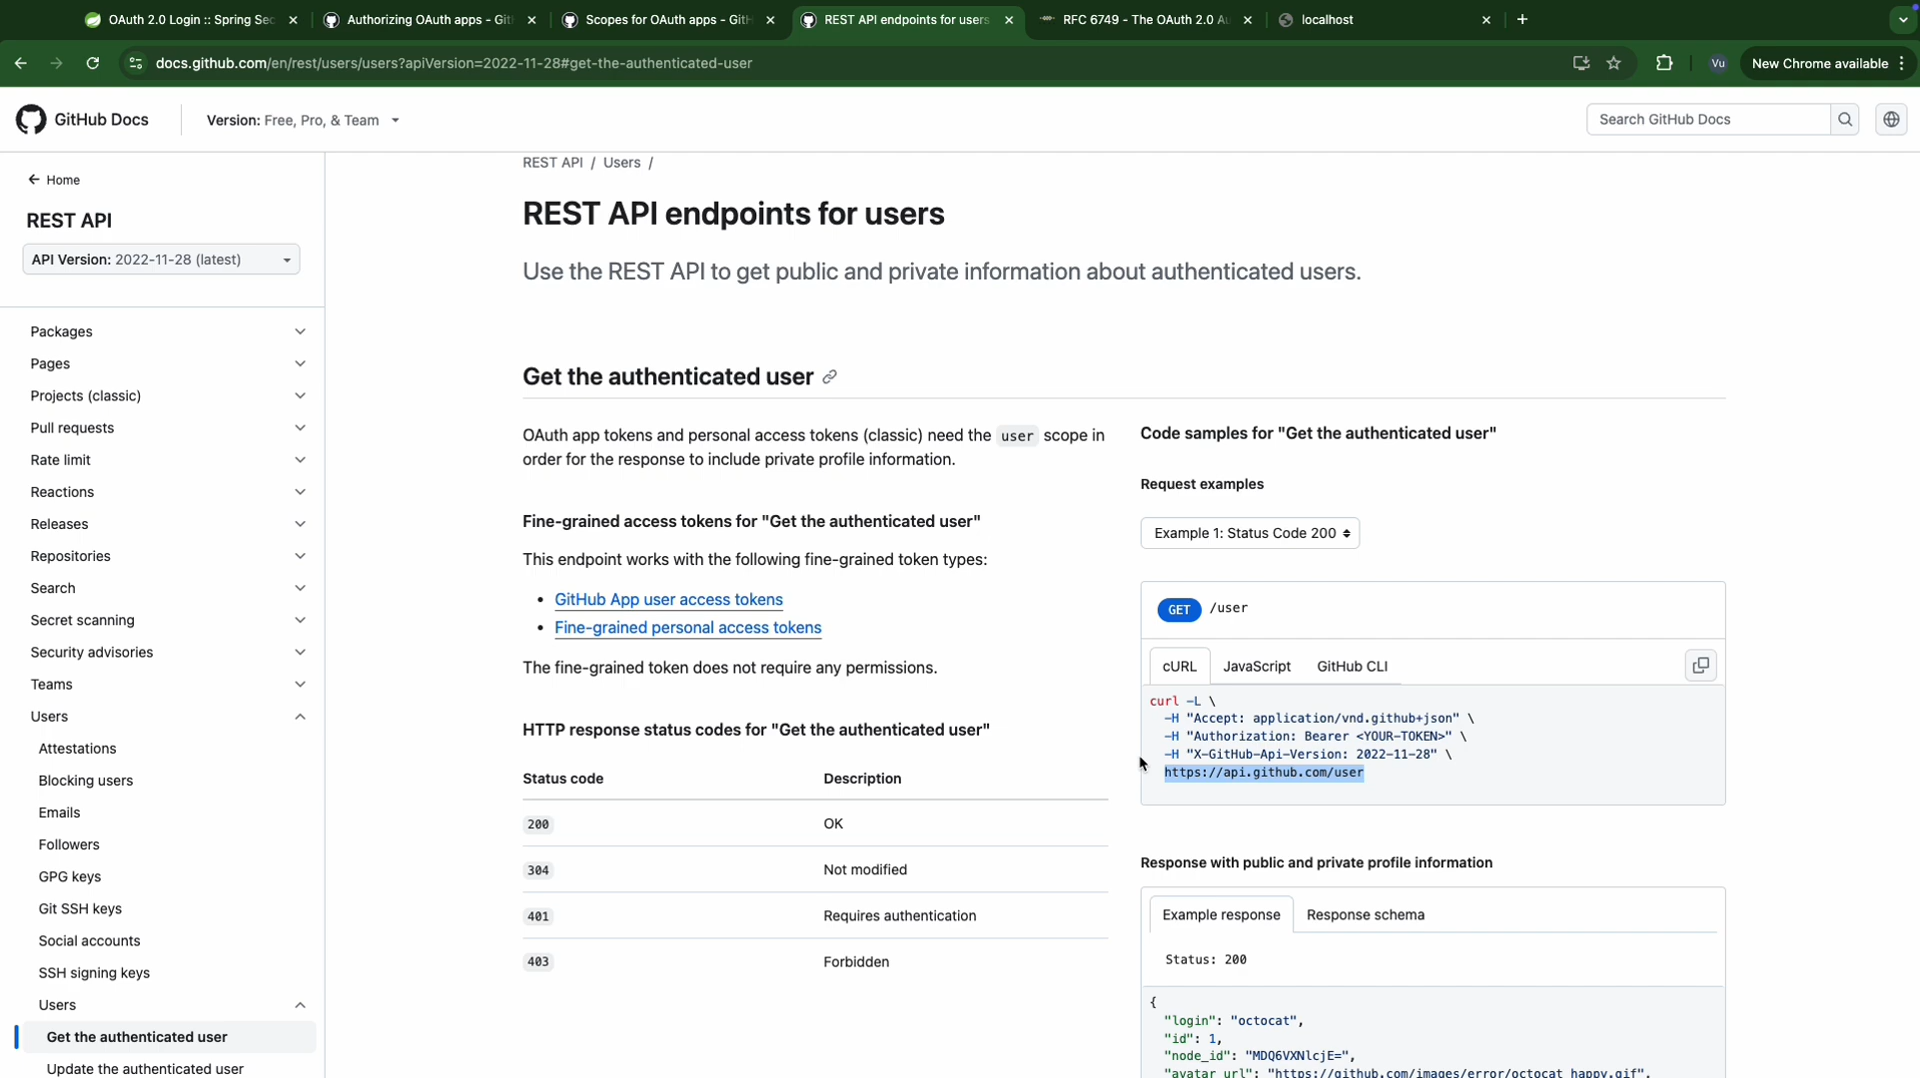 OAuth 2.0 Login :: Spring Sec
Authorizing OAuth apps - Git
Scopes for OAuth apps - GitH
REST API endpoints for users
RFC 6749 - The OAuth 2.0 Au
localhost
docs.github.com/en/rest/users/users?apiVersion=2022-11-28#get-the-authenticated-user
Vu
New Chrome available
GitHub Docs
Version: Free, Pro, & Team
Search GitHub Docs
Home
REST API
API Version: 2022-11-28 (latest)
Packages
Pages
Projects (classic)
Pull requests
Rate limit
Reactions
Releases
Repositories
Search
Secret scanning
Security advisories
Teams
Users
Attestations
Blocking users
Emails
Followers
GPG keys
Git SSH keys
Social accounts
SSH signing keys
Users
Get the authenticated user
Update the authenticated user
REST API / Users /
REST API endpoints for users
Use the REST API to get public and private information about authenticated users.
Get the authenticated user
OAuth app tokens and personal access tokens (classic) need the user scope in
order for the response to include private profile information.
Fine-grained access tokens for "Get the authenticated user"
This endpoint works with the following fine-grained token types:
• GitHub App user access tokens
• Fine-grained personal access tokens
The fine-grained token does not require any permissions.
HTTP response status codes for "Get the authenticated user"
Status code Description
200 OK
304 Not modified
401 Requires authentication
403 Forbidden
Code samples for "Get the authenticated user"
Request examples
Example 1: Status Code 200
GET /user
cURL JavaScript GitHub CLI
curl -L \
-H "Accept: application/vnd.github+json" \
-H "Authorization: Bearer <YOUR-TOKEN>" \
-H "X-GitHub-Api-Version: 2022-11-28" \
https://api.github.com/user
Response with public and private profile information
Example response Response schema
Status: 200
{
"login": "octocat",
"id": 1,
"node_id": "MDQ6VXNlcjE=",
"avatar_url": "https://github.com/images/error/octocat_happy.gif",